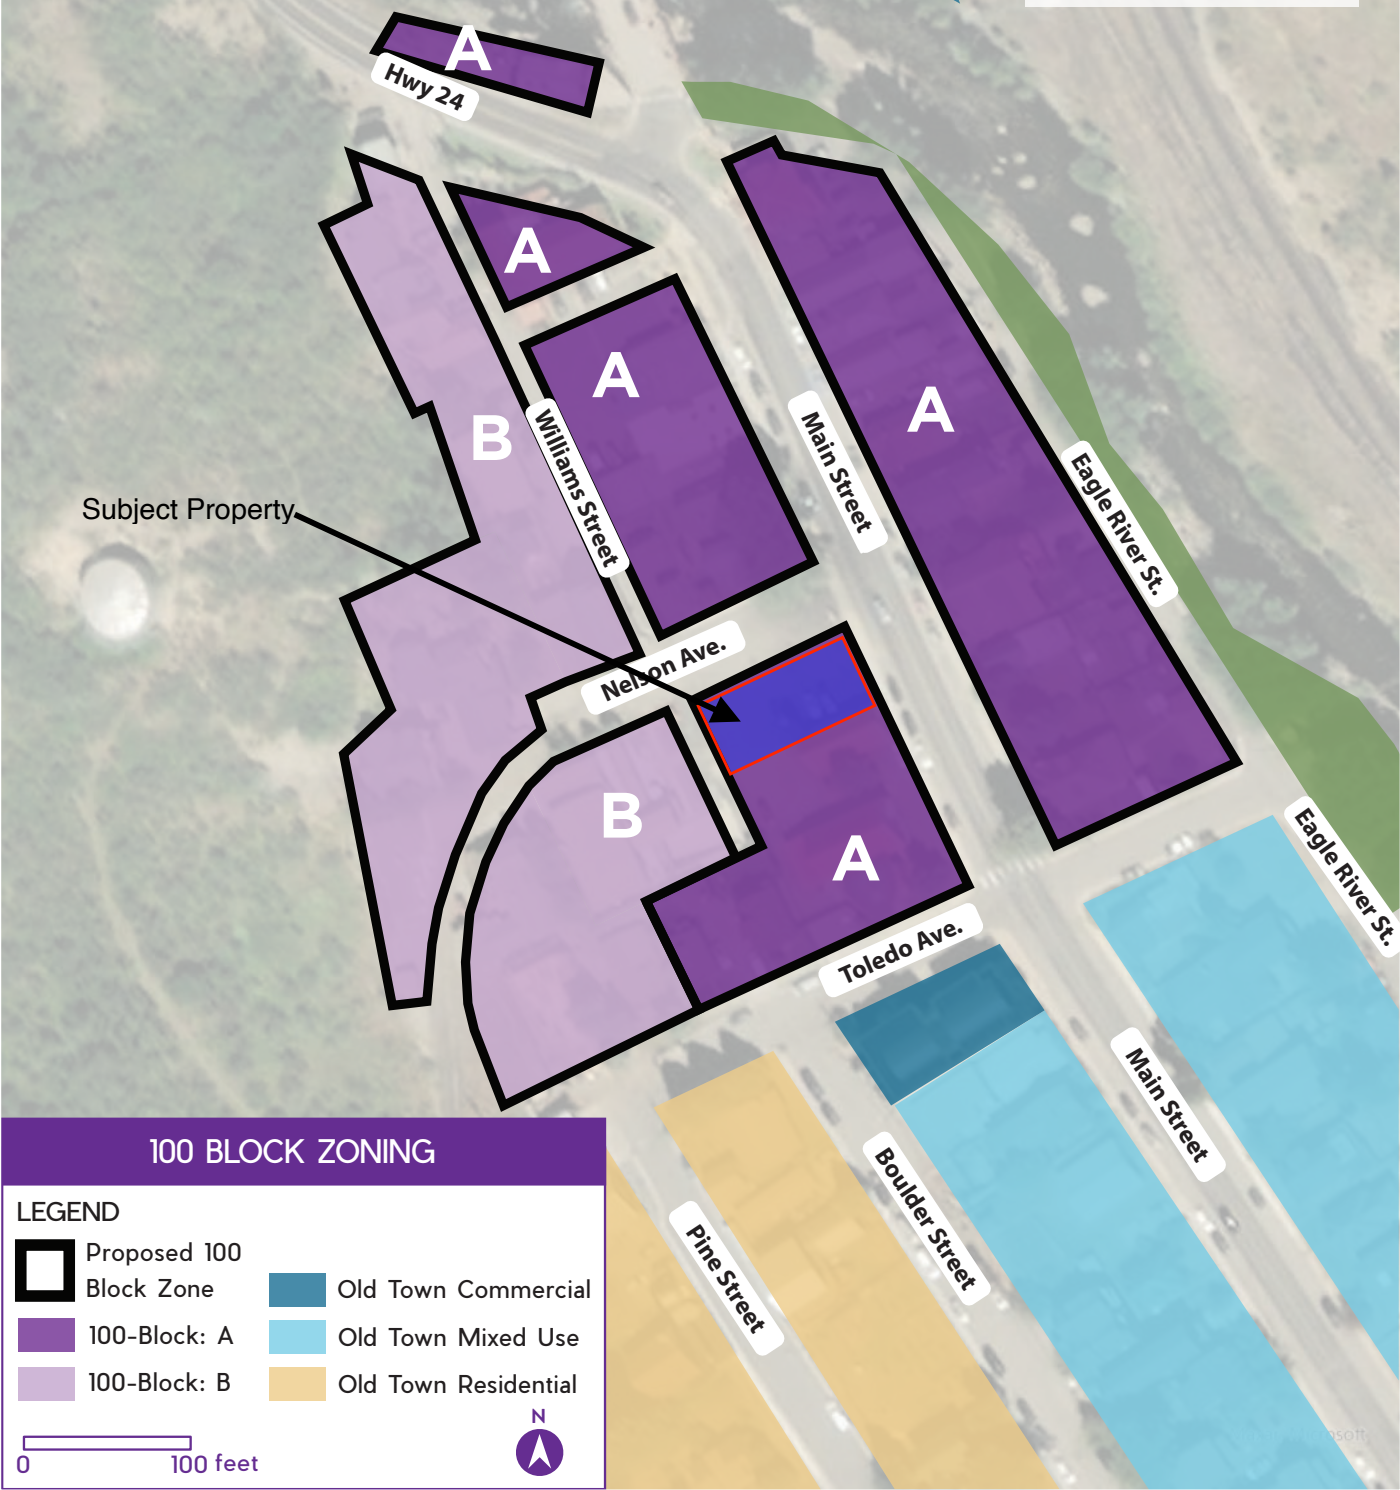 A
Hwy 24
A
A
B
Williams Street
Main Street
A
Eagle River St.
Subject Property
Nelson Ave.
B
A
Eagle River St.
Toledo Ave.
Main Street
Boulder Street
Pine Street
100 BLOCK ZONING
LEGEND
Proposed 100
Block Zone
100-Block: A
100-Block: B
Old Town Commercial
Old Town Mixed Use
Old Town Residential
N
0 100 feet